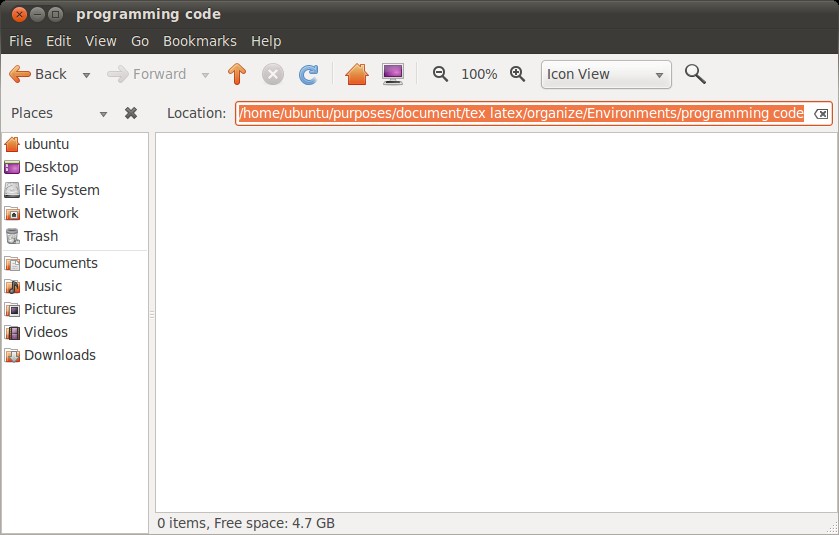 programming code
File Edit View Go Bookmarks Help
Back Forward 100% Icon View
Places Location: /home/ubuntu/purposes/document/tex latex/organize/Environments/programming code
ubuntu
Desktop
File System
Network
Trash
Documents
Music
Pictures
Videos
Downloads
0 items, Free space: 4.7 GB